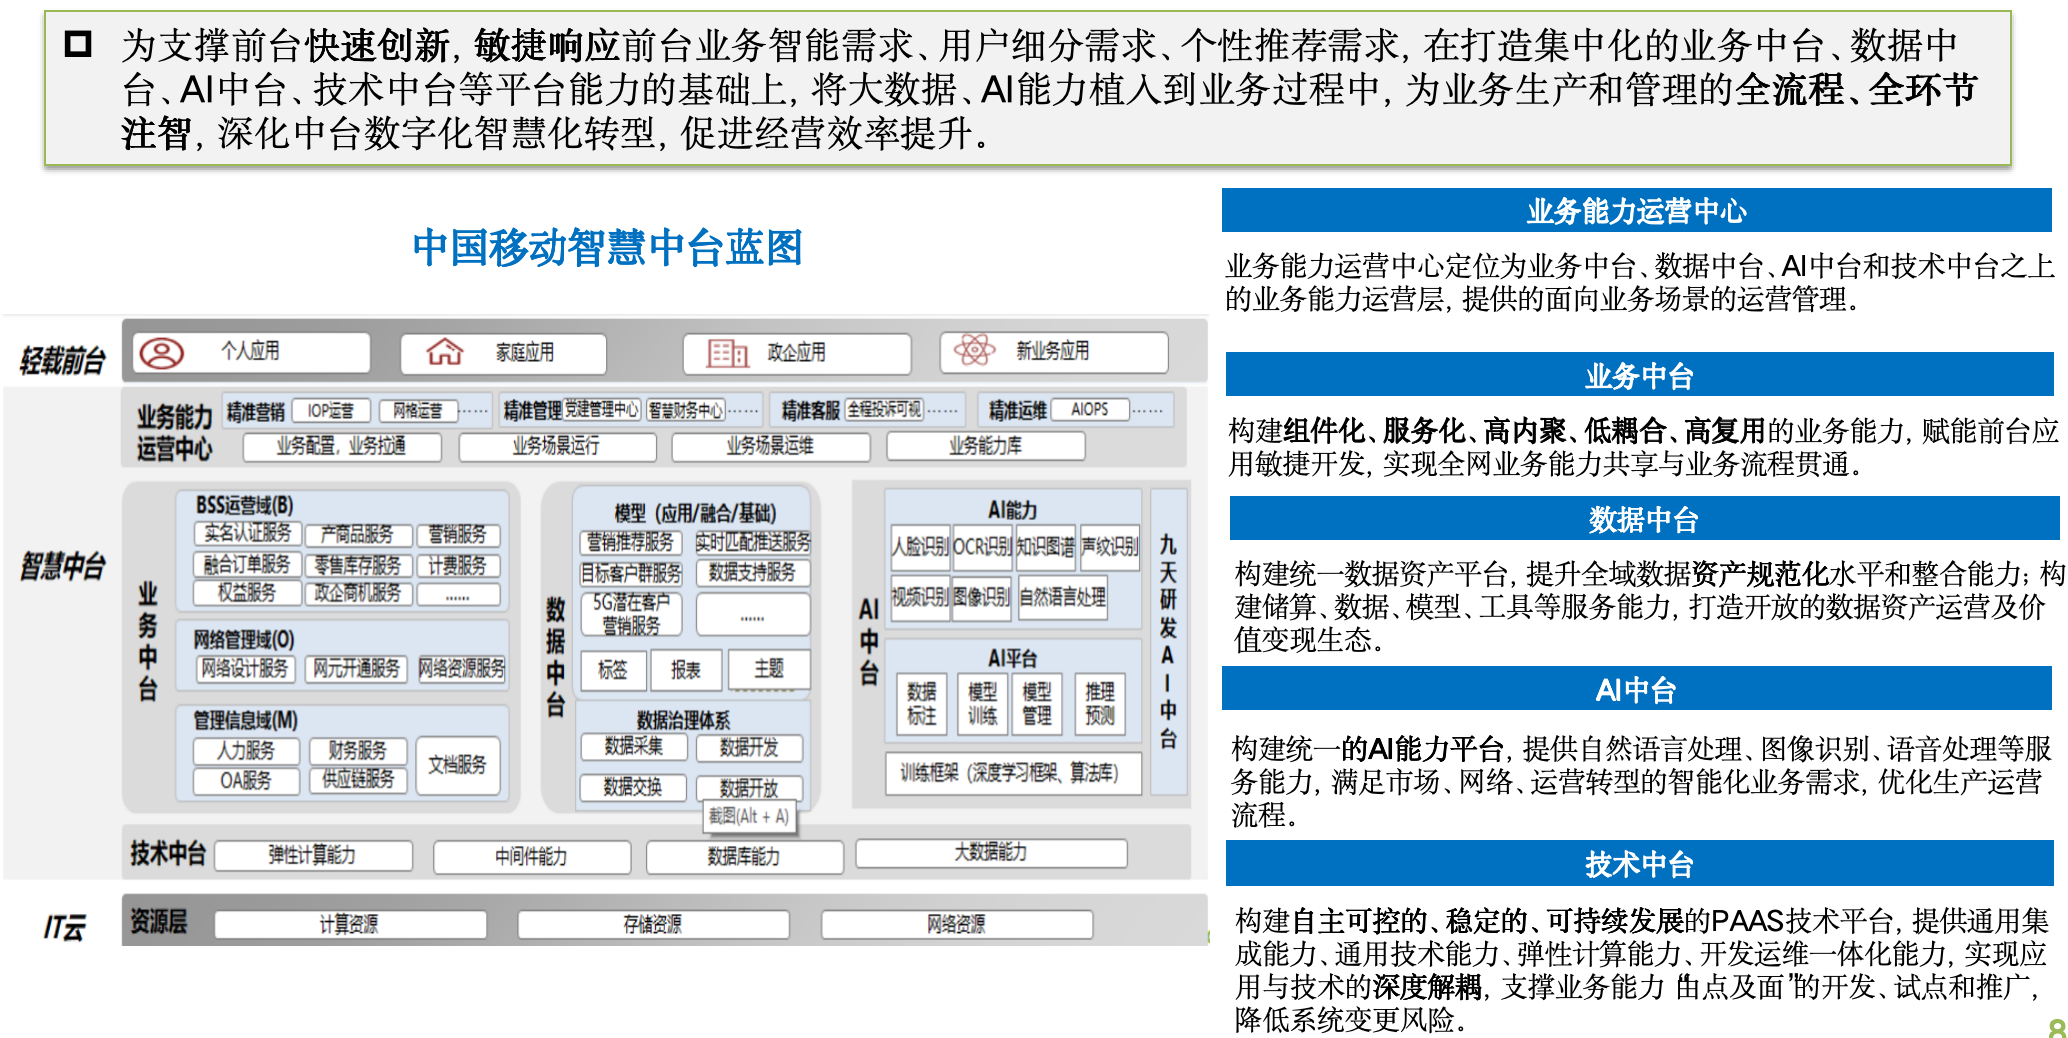 为支撑前台快速创新, 敏捷响应前台业务智能需求、用户细分需求、个性推荐需求, 在打造集中化的业务中台、数据中
台、AI中台、技术中台等平台能力的基础上, 将大数据、AI能力植入到业务过程中, 为业务生产和管理的全流程、全环节
注智, 深化中台数字化智慧化转型, 促进经营效率提升。
中国移动智慧中台蓝图
轻载前台
个人应用
家庭应用
政企应用
新业务应用
智慧中台
业务能力
运营中心
精准营销
IOP运营
网格运营
……
精准管理
党建管理中心
智慧财务中心
……
精准客服
全程投诉可视
……
精准运维
AIOPS
……
业务配置，业务拉通
业务场景运行
业务场景运维
业务能力库
业务中台
BSS运营域(B)
实名认证服务
产商品服务
营销服务
融合订单服务
零售库存服务
计费服务
权益服务
政企商机服务
......
网络管理域(O)
网络设计服务
网元开通服务
网络资源服务
管理信息域(M)
人力服务
财务服务
文档服务
OA服务
供应链服务
数据中台
模型（应用/融合/基础)
营销推荐服务
实时匹配推送服务
目标客户群服务
数据支持服务
5G潜在客户
营销服务
......
标签
报表
主题
数据治理体系
数据采集
数据开发
数据交换
数据开放
截图(Alt + A)
AI中台
AI能力
人脸识别
OCR识别
知识图谱
声纹识别
视频识别
图像识别
自然语言处理
AI平台
数据
标注
模型
训练
模型
管理
推理
预测
训练框架（深度学习框架、算法库）
九天研发AI中台
技术中台
弹性计算能力
中间件能力
数据库能力
大数据能力
IT云
资源层
计算资源
存储资源
网络资源
业务能力运营中心
业务能力运营中心定位为业务中台、数据中台、AI中台和技术中台之上
的业务能力运营层, 提供的面向业务场景的运营管理。
业务中台
构建组件化、服务化、高内聚、低耦合、高复用的业务能力, 赋能前台应
用敏捷开发, 实现全网业务能力共享与业务流程贯通。
数据中台
构建统一数据资产平台, 提升全域数据资产规范化水平和整合能力; 构
建储算、数据、模型、工具等服务能力, 打造开放的数据资产运营及价
值变现生态。
AI中台
构建统一的AI能力平台, 提供自然语言处理、图像识别、语音处理等服
务能力, 满足市场、网络、运营转型的智能化业务需求, 优化生产运营
流程。
技术中台
构建自主可控的、稳定的、可持续发展的PAAS技术平台, 提供通用集
成能力、通用技术能力、弹性计算能力、开发运维一体化能力, 实现应
用与技术的深度解耦, 支撑业务能力“由点及面”的开发、试点和推广,
降低系统变更风险。
8